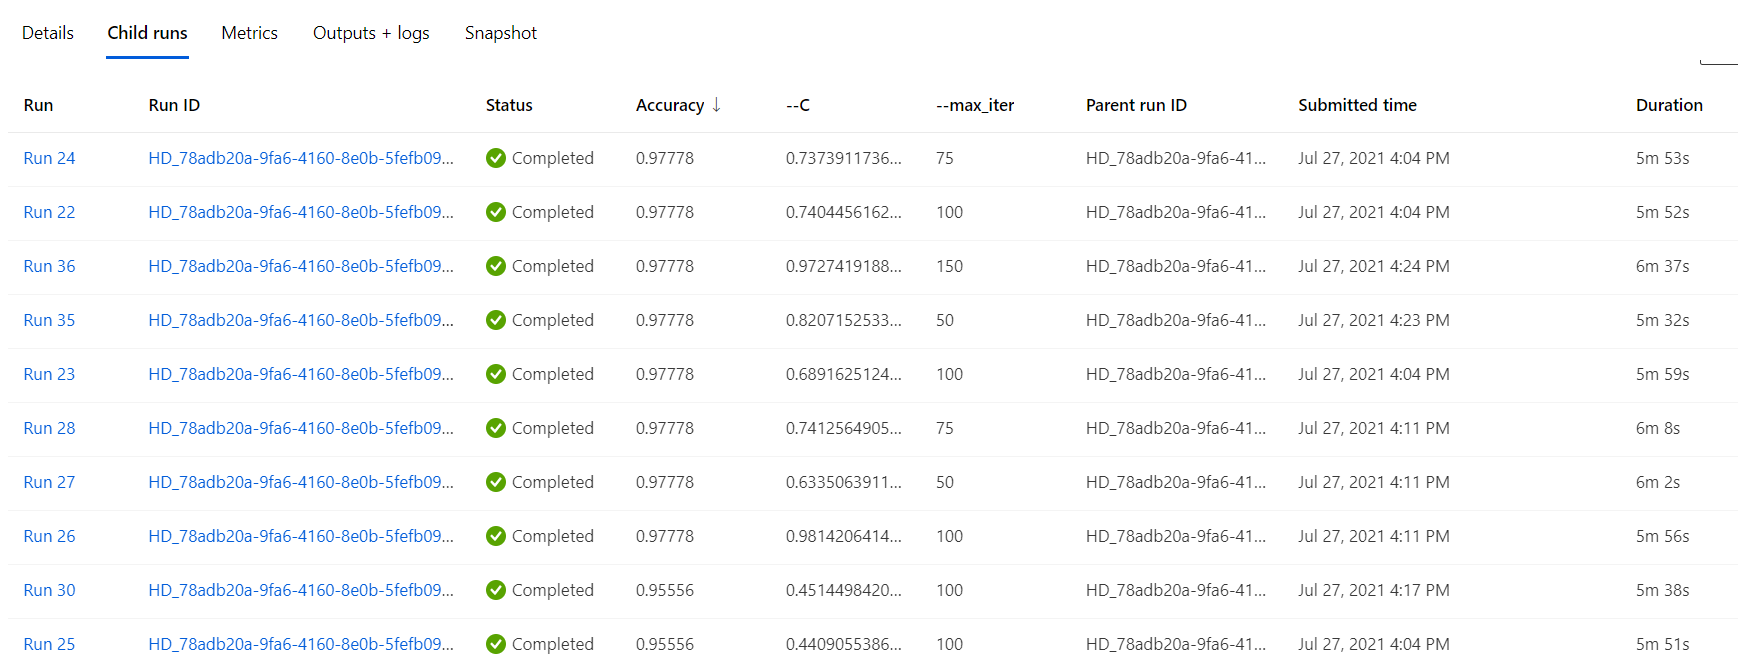 Details Child runs Metrics Outputs + logs Snapshot
Run Run ID Status Accuracy ↓ --C --max_iter Parent run ID Submitted time Duration
Run 24 HD_78adb20a-9fa6-4160-8e0b-5fefb09... Completed 0.97778 0.7373911736... 75 HD_78adb20a-9fa6-41... Jul 27, 2021 4:04 PM 5m 53s
Run 22 HD_78adb20a-9fa6-4160-8e0b-5fefb09... Completed 0.97778 0.7404456162... 100 HD_78adb20a-9fa6-41... Jul 27, 2021 4:04 PM 5m 52s
Run 36 HD_78adb20a-9fa6-4160-8e0b-5fefb09... Completed 0.97778 0.9727419188... 150 HD_78adb20a-9fa6-41... Jul 27, 2021 4:24 PM 6m 37s
Run 35 HD_78adb20a-9fa6-4160-8e0b-5fefb09... Completed 0.97778 0.8207152533... 50 HD_78adb20a-9fa6-41... Jul 27, 2021 4:23 PM 5m 32s
Run 23 HD_78adb20a-9fa6-4160-8e0b-5fefb09... Completed 0.97778 0.6891625124... 100 HD_78adb20a-9fa6-41... Jul 27, 2021 4:04 PM 5m 59s
Run 28 HD_78adb20a-9fa6-4160-8e0b-5fefb09... Completed 0.97778 0.7412564905... 75 HD_78adb20a-9fa6-41... Jul 27, 2021 4:11 PM 6m 8s
Run 27 HD_78adb20a-9fa6-4160-8e0b-5fefb09... Completed 0.97778 0.6335063911... 50 HD_78adb20a-9fa6-41... Jul 27, 2021 4:11 PM 6m 2s
Run 26 HD_78adb20a-9fa6-4160-8e0b-5fefb09... Completed 0.97778 0.9814206414... 100 HD_78adb20a-9fa6-41... Jul 27, 2021 4:11 PM 5m 56s
Run 30 HD_78adb20a-9fa6-4160-8e0b-5fefb09... Completed 0.95556 0.4514498420... 100 HD_78adb20a-9fa6-41... Jul 27, 2021 4:17 PM 5m 38s
Run 25 HD_78adb20a-9fa6-4160-8e0b-5fefb09... Completed 0.95556 0.4409055386... 100 HD_78adb20a-9fa6-41... Jul 27, 2021 4:04 PM 5m 51s